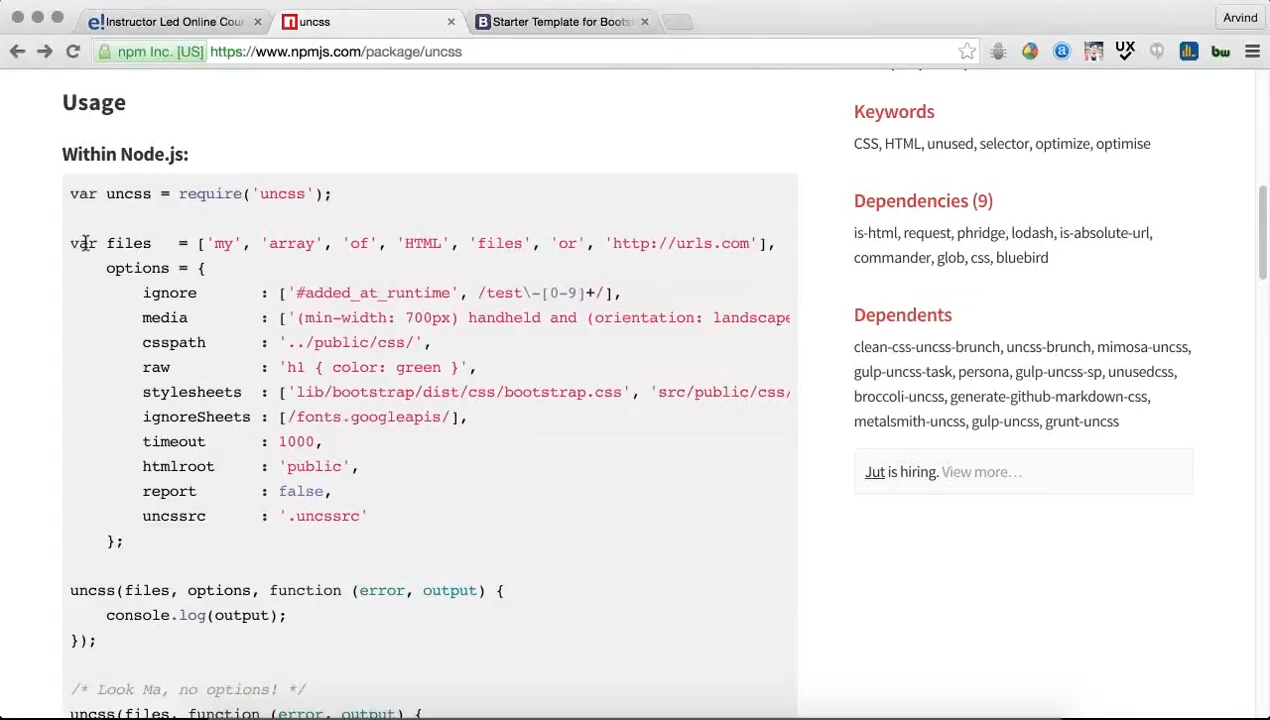 Instructor Led Online Cour
uncss
Starter Template for Boots
Arvind
npm Inc. [US] https://www.npmjs.com/package/uncss
Usage
Within Node.js:
var uncss = require('uncss');
var files = ['my', 'array', 'of', 'HTML', 'files', 'or', 'http://urls.com'],
options = {
ignore : ['#added_at_runtime', /test\-[0-9]+/],
media : ['(min-width: 700px) handheld and (orientation: landscape
csspath : '../public/css/',
raw : 'h1 { color: green }',
stylesheets : ['lib/bootstrap/dist/css/bootstrap.css', 'src/public/css/
ignoreSheets : [/fonts.googleapis/],
timeout : 1000,
htmlroot : 'public',
report : false,
uncssrc : '.uncssrc'
};
uncss(files, options, function (error, output) {
console.log(output);
});
/* Look Ma, no options! */
uncss(files, function (error, output) {
Keywords
CSS, HTML, unused, selector, optimize, optimise
Dependencies (9)
is-html, request, phridge, lodash, is-absolute-url,
commander, glob, css, bluebird
Dependents
clean-css-uncss-brunch, uncss-brunch, mimosa-uncss,
gulp-uncss-task, persona, gulp-uncss-sp, unusedcss,
broccoli-uncss, generate-github-markdown-css,
metalsmith-uncss, gulp-uncss, grunt-uncss
Jut is hiring. View more…